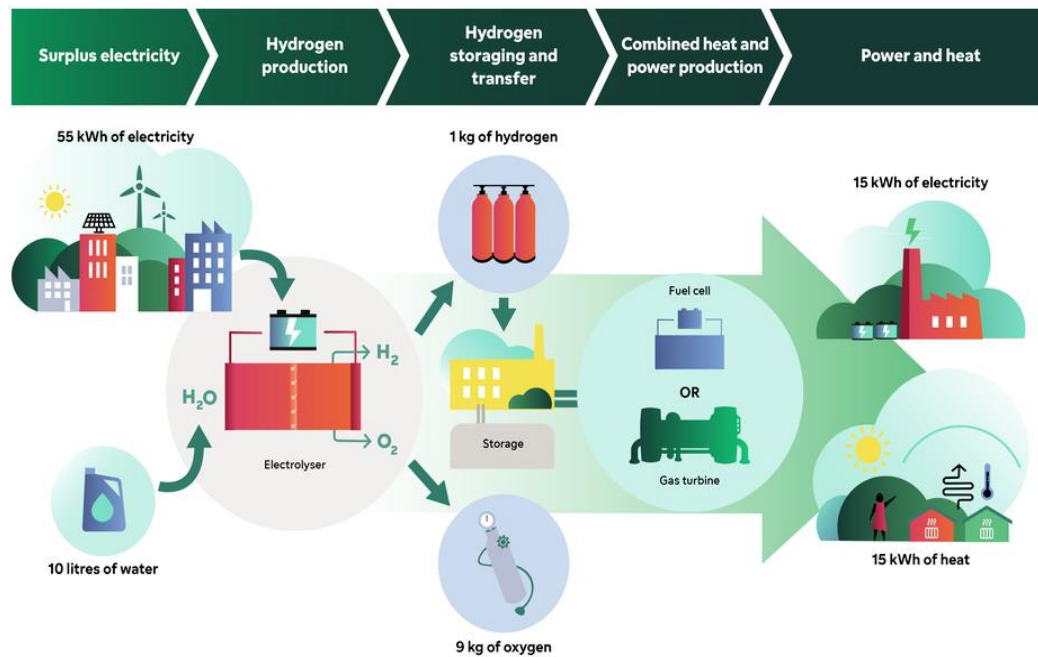 Surplus electricity
Hydrogen
production
Hydrogen
storaging and
transfer
Combined heat and
power production
Power and heat
55 kWh of electricity
1 kg of hydrogen
15 kWh of electricity
H₂
H₂O
O₂
Electrolyser
10 litres of water
Storage
Fuel cell
OR
Gas turbine
9 kg of oxygen
15 kWh of heat